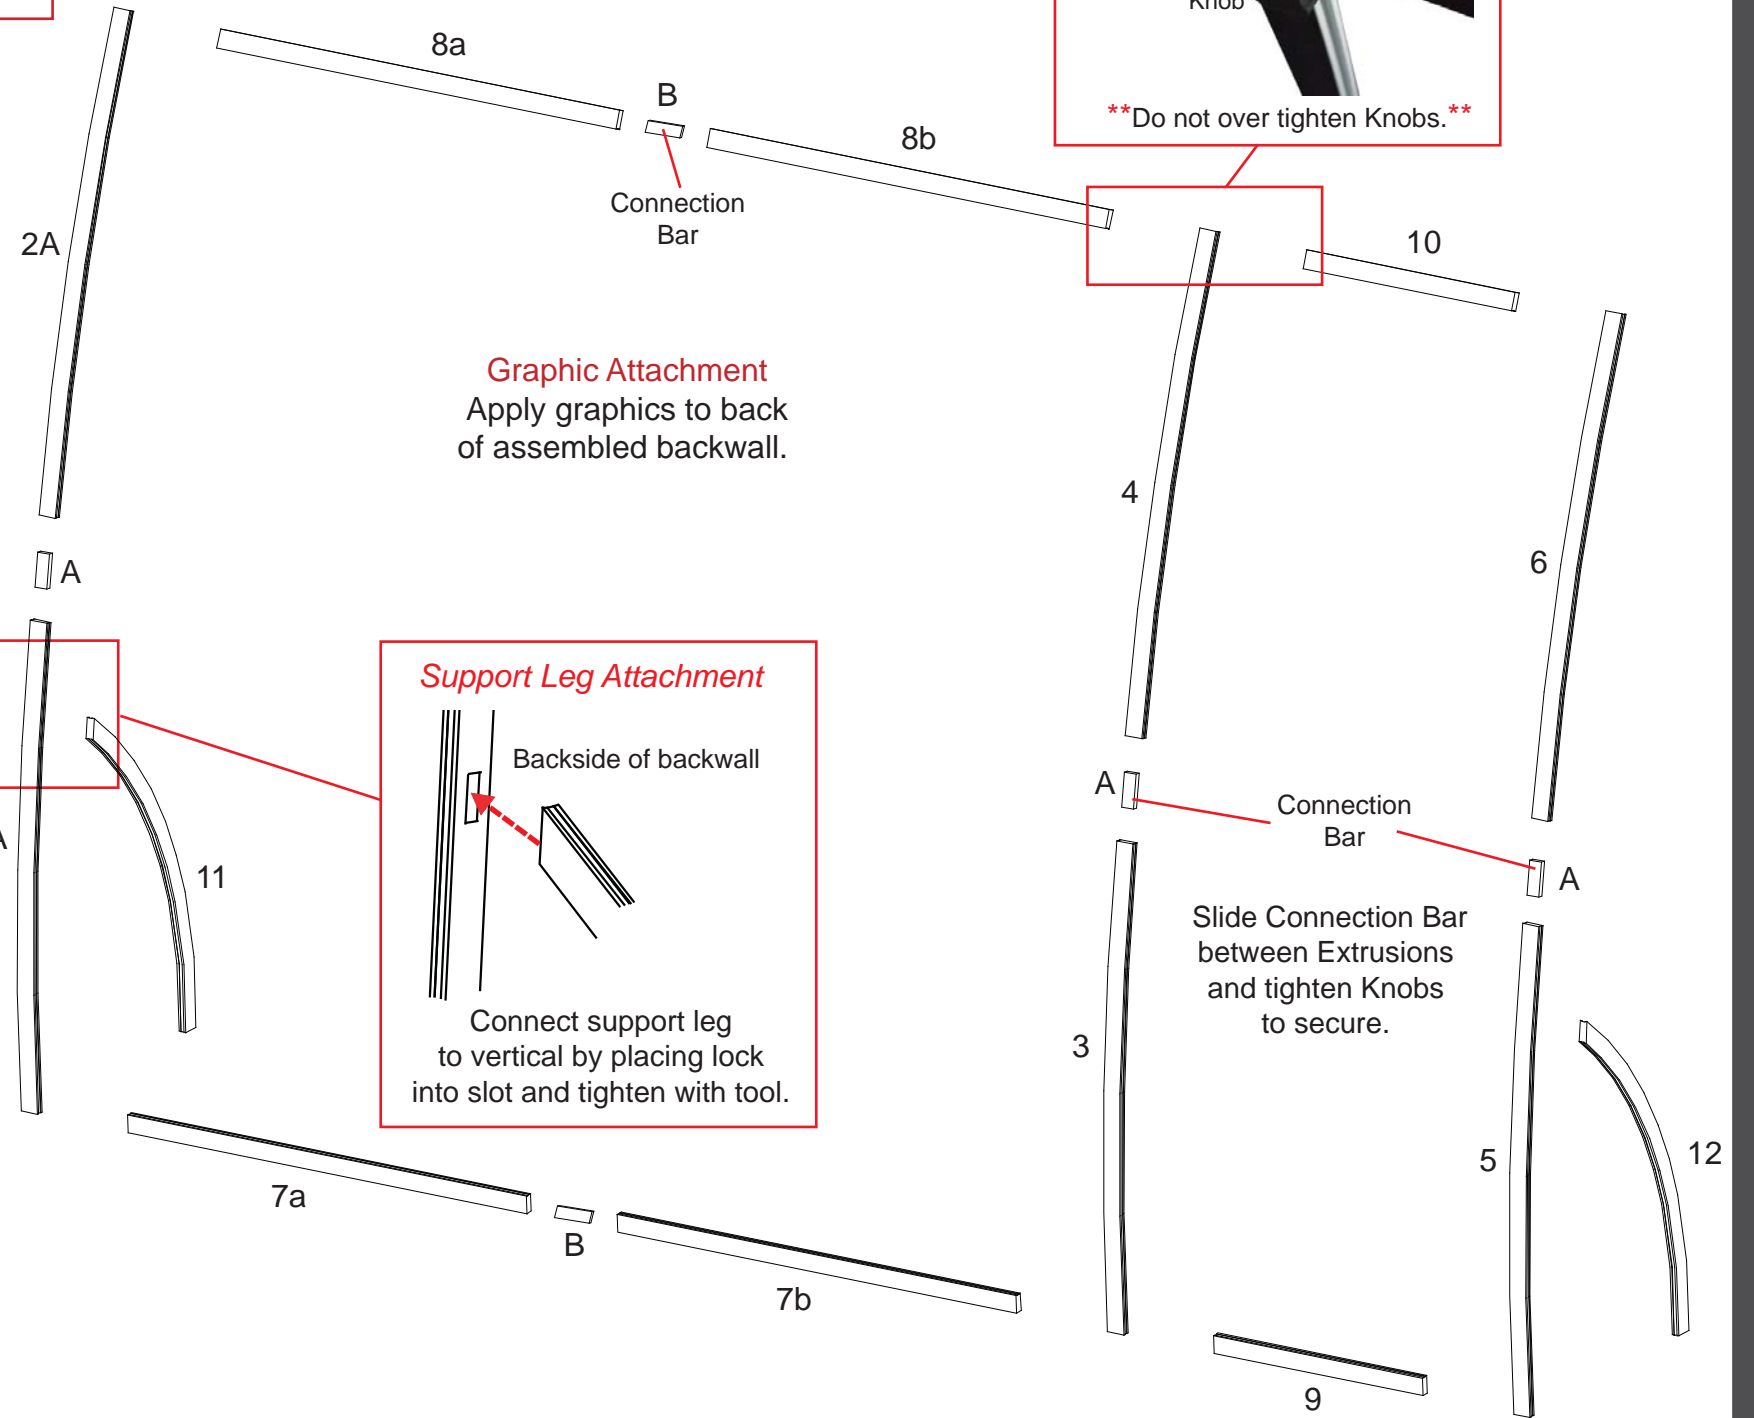 Knob
**Do not over tighten Knobs.**
8a
B
8b
Connection
Bar
2A
10
Graphic Attachment
Apply graphics to back
of assembled backwall.
4
6
A
Support Leg Attachment
Backside of backwall
Connect support leg
to vertical by placing lock
into slot and tighten with tool.
A
Connection
Bar
A
Slide Connection Bar
between Extrusions
and tighten Knobs
to secure.
A
11
3
5
12
7a
B
7b
9